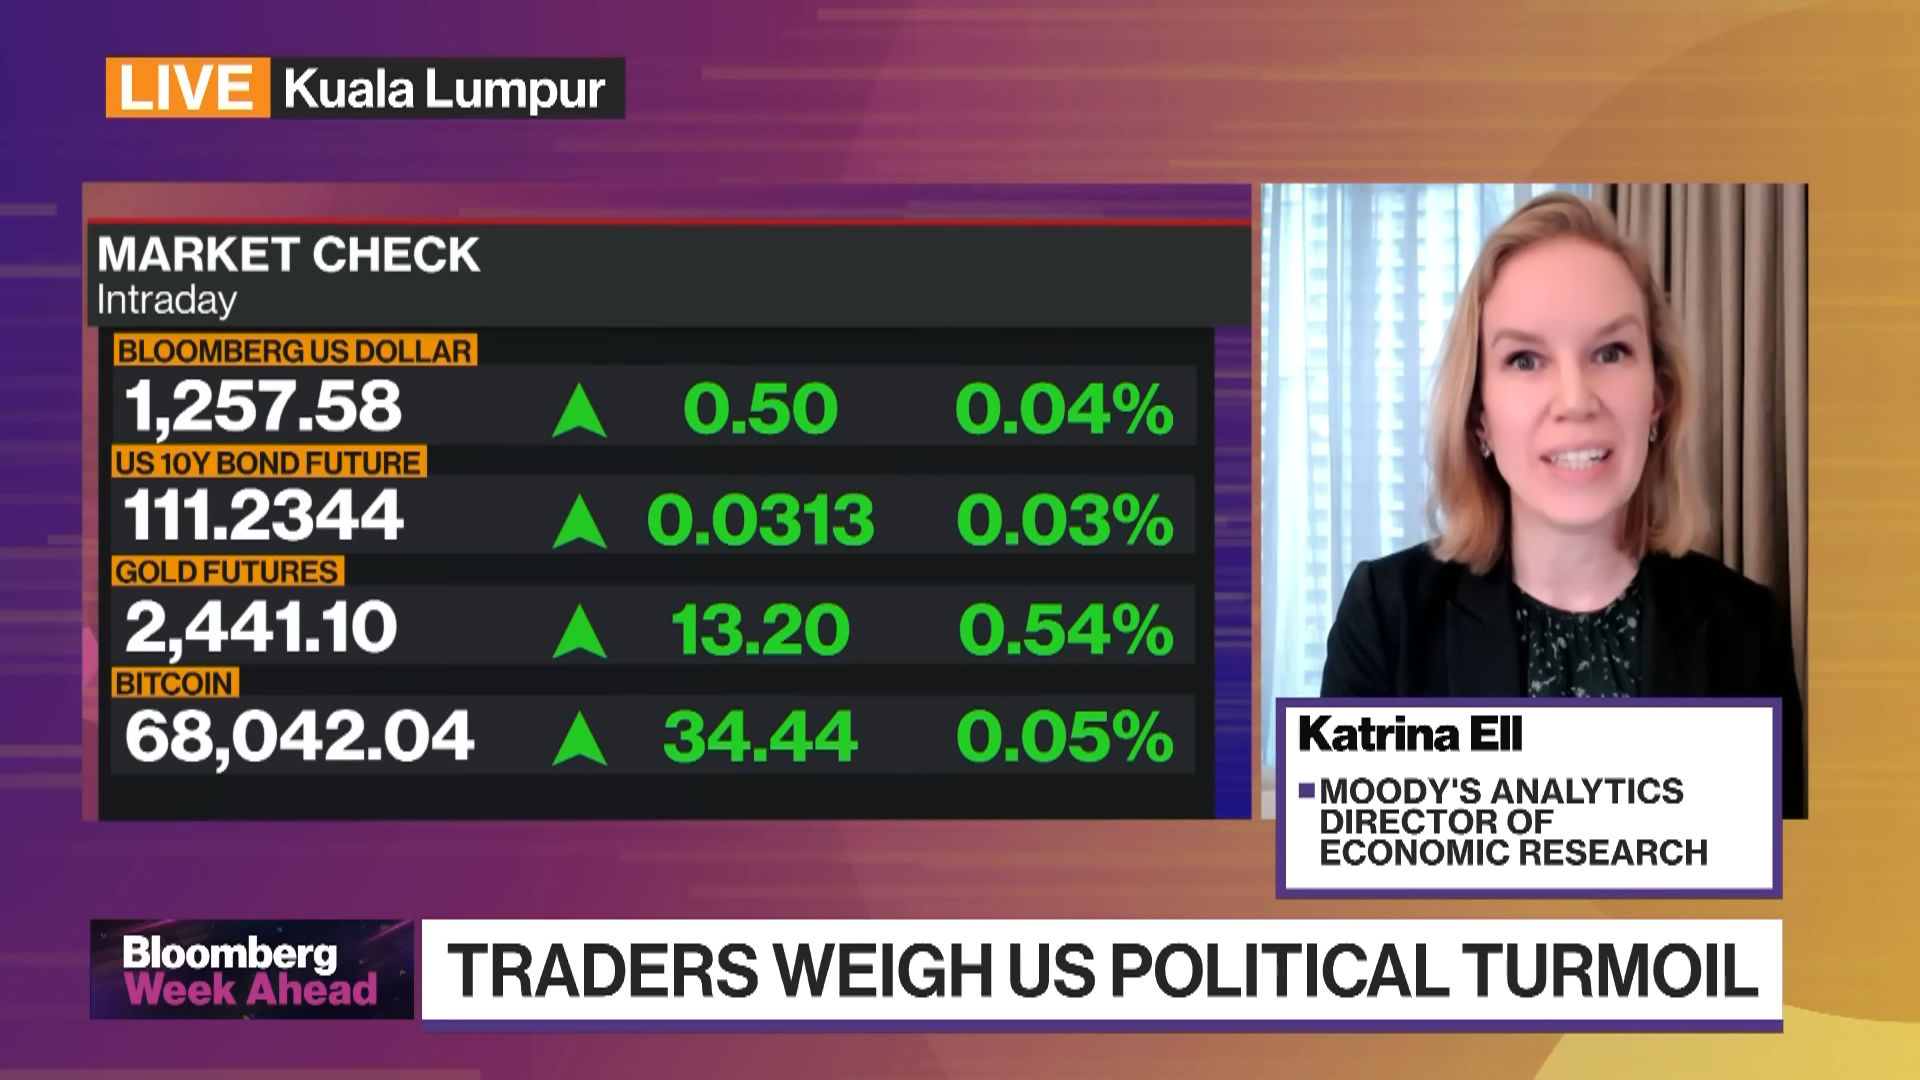 LIVE Kuala Lumpur
MARKET CHECK
Intraday
BLOOMBERG US DOLLAR
1,257.58 ▲ 0.50 0.04%
US 10Y BOND FUTURE
111.2344 ▲ 0.0313 0.03%
GOLD FUTURES
2,441.10 ▲ 13.20 0.54%
BITCOIN
68,042.04 ▲ 34.44 0.05%
Katrina Ell
MOODY'S ANALYTICS
DIRECTOR OF
ECONOMIC RESEARCH
Bloomberg
Week Ahead
TRADERS WEIGH US POLITICAL TURMOIL